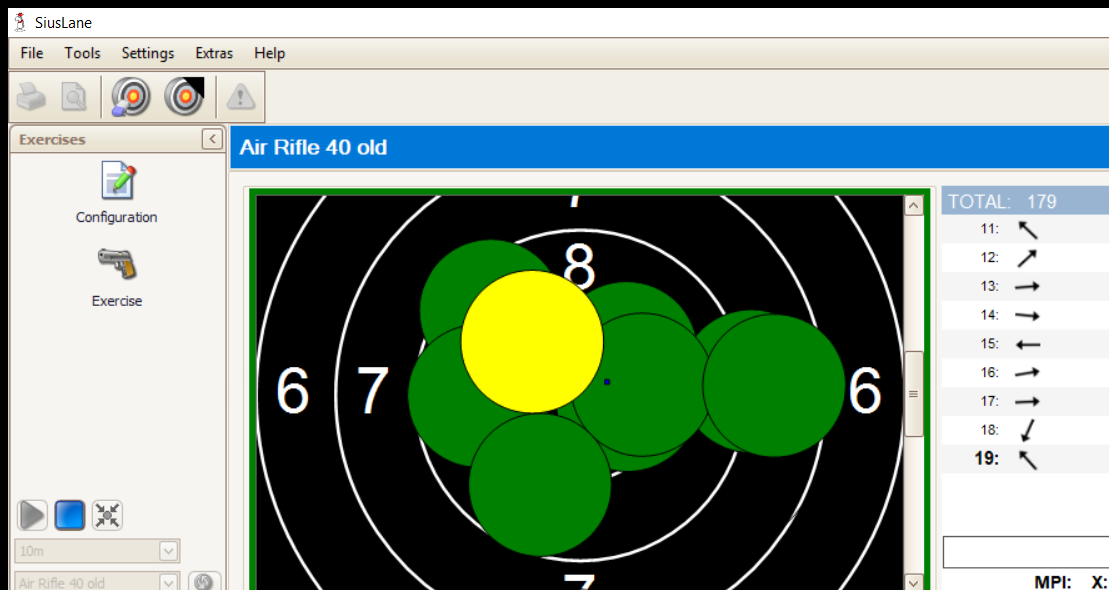 SiusLane
File Tools Settings Extras Help
Exercises
Air Rifle 40 old
Configuration
Exercise
10m
Air Rifle 40 old
7
8
6 7 6
7
TOTAL: 179
11:
12:
13:
14:
15:
16:
17:
18:
19:
MPI: X: